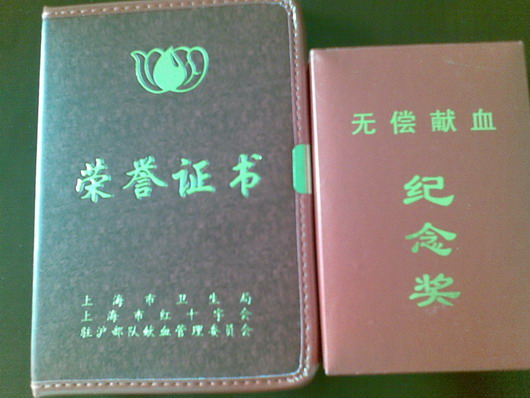 荣誉证书
上海市卫生局
上海市红十字会
驻沪部队献血管理委员会
无偿献血
纪念奖